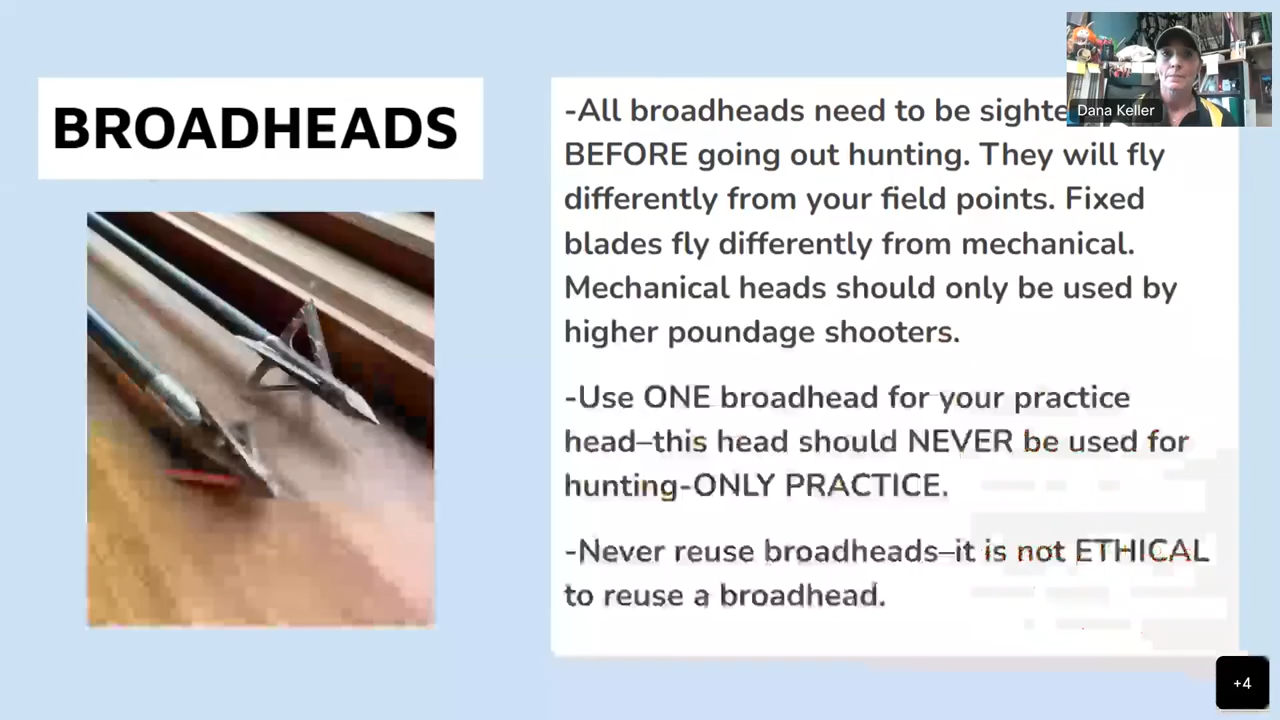 BROADHEADS
-All broadheads need to be sighte
BEFORE going out hunting. They will fly
differently from your field points. Fixed
blades fly differently from mechanical.
Mechanical heads should only be used by
higher poundage shooters.
-Use ONE broadhead for your practice
head–this head should NEVER be used for
hunting-ONLY PRACTICE.
-Never reuse broadheads–it is not ETHICAL
to reuse a broadhead.
Dana Keller
+4